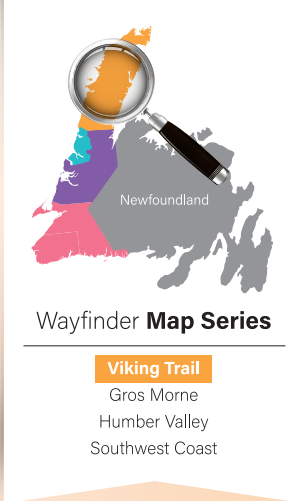 Newfoundland
Wayfinder Map Series
Viking Trail
Gros Morne
Humber Valley
Southwest Coast